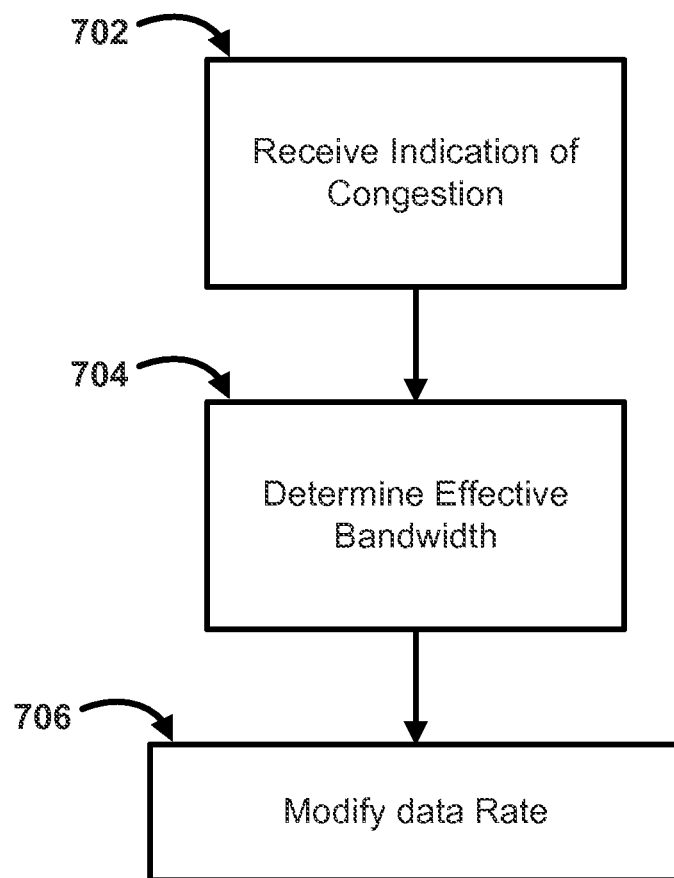 702
Receive Indication of
Congestion
704
Determine Effective
Bandwidth
706
Modify data Rate